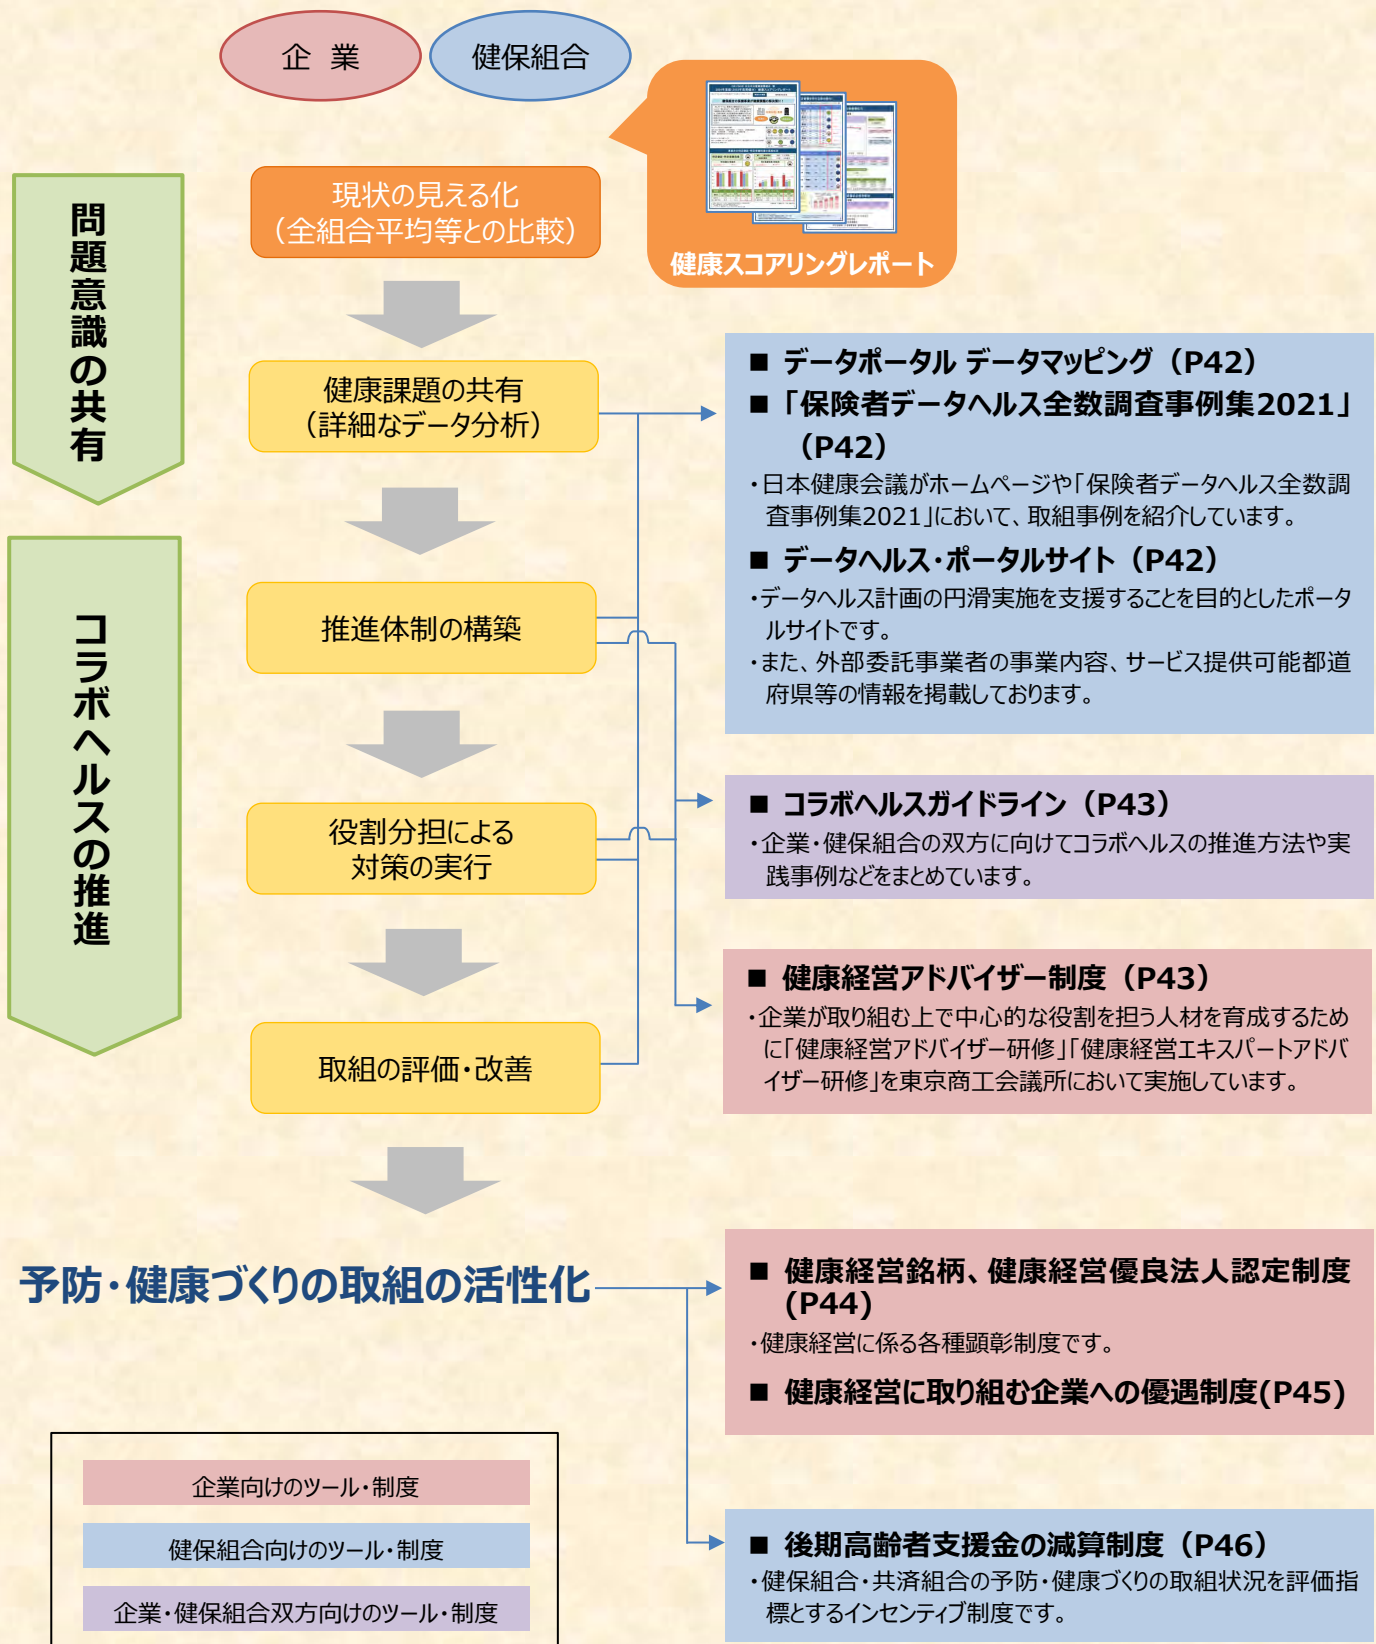 企 業
健保組合
現状の見える化
（全組合平均等との比較）
健康スコアリングレポート
問題意識の共有
健康課題の共有
（詳細なデータ分析）
■ データポータル データマッピング（P42）
■ 「保険者データヘルス全数調査事例集2021」
（P42）
・日本健康会議がホームページや「保険者データヘルス全数調
査事例集2021」において、取組事例を紹介しています。
■ データヘルス・ポータルサイト（P42）
・データヘルス計画の円滑実施を支援することを目的としたポータ
ルサイトです。
・また、外部委託事業者の事業内容、サービス提供可能都道
府県等の情報を掲載しております。
コラボヘルスの推進
推進体制の構築
役割分担による
対策の実行
■ コラボヘルスガイドライン（P43）
・企業・健保組合の双方に向けてコラボヘルスの推進方法や実
践事例などをまとめています。
取組の評価・改善
■ 健康経営アドバイザー制度（P43）
・企業が取り組む上で中心的な役割を担う人材を育成するため
に「健康経営アドバイザー研修」「健康経営エキスパートアドバ
イザー研修」を東京商工会議所において実施しています。
予防・健康づくりの取組の活性化
■ 健康経営銘柄、健康経営優良法人認定制度
(P44)
・健康経営に係る各種顕彰制度です。
■ 健康経営に取り組む企業への優遇制度(P45)
■ 後期高齢者支援金の減算制度（P46）
・健保組合・共済組合の予防・健康づくりの取組状況を評価指
標とするインセンティブ制度です。
企業向けのツール・制度
健保組合向けのツール・制度
企業・健保組合双方向けのツール・制度